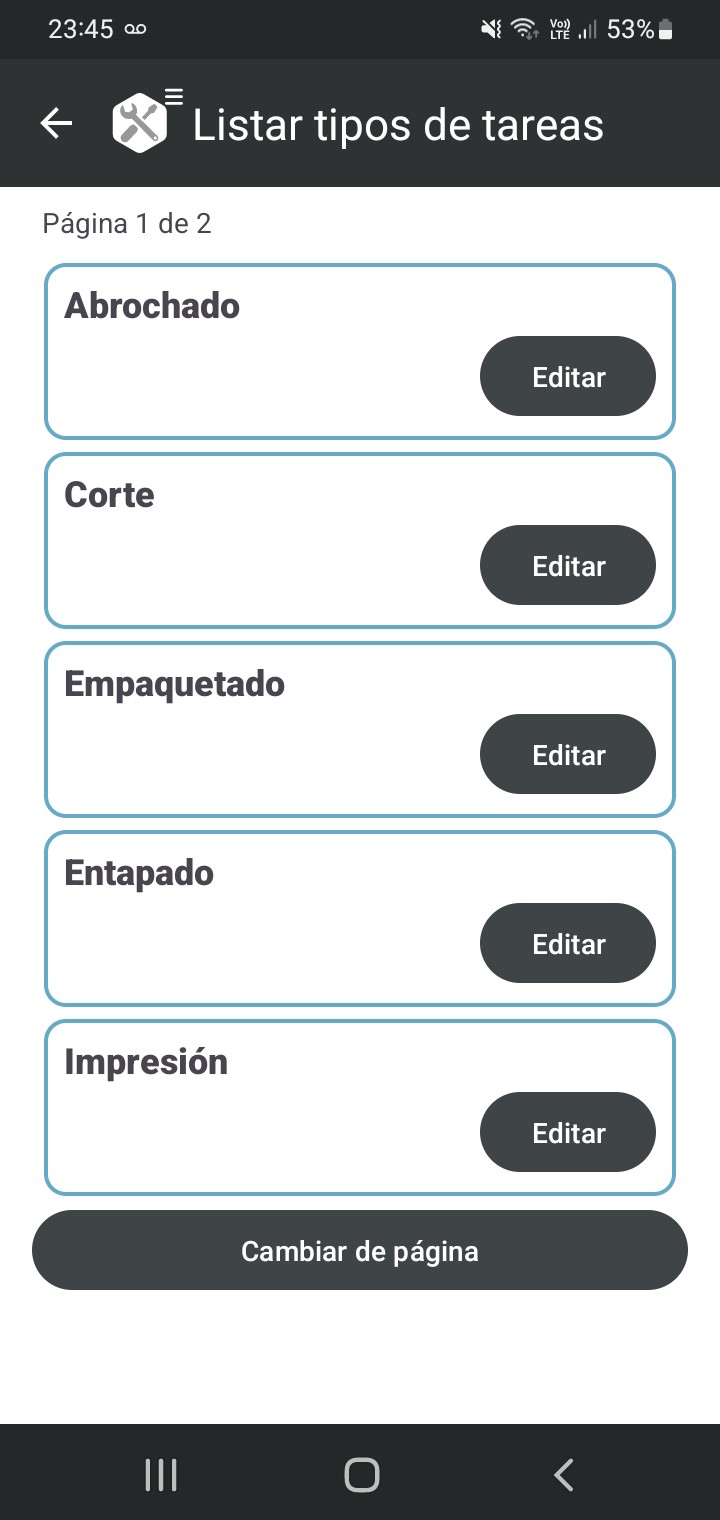 23:45
Vo))
LTE
53%
Listar tipos de tareas
Página 1 de 2
Abrochado
Editar
Corte
Editar
Empaquetado
Editar
Entapado
Editar
Impresión
Editar
Cambiar de página